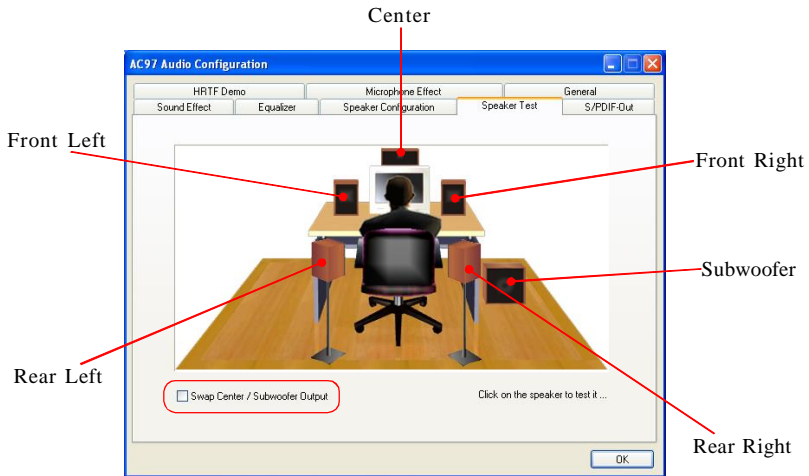 Center
AC97 Audio Configuration
HRTF Demo Microphone Effect General
Sound Effect Equalizer Speaker Configuration Speaker Test S/PDIF-Out
Front Left
Front Right
Subwoofer
Rear Left
Swap Center / Subwoofer Output
Click on the speaker to test it ...
Rear Right
OK